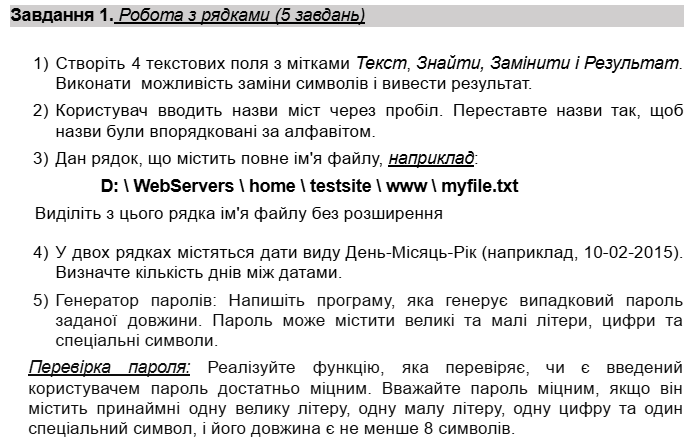 Завдання 1. Робота з рядками (5 завдань)
1) Створіть 4 текстових поля з мітками Текст, Знайти, Замінити і Результат.
Виконати можливість заміни символів і вивести результат.
2) Користувач вводить назви міст через пробіл. Переставте назви так, щоб
назви були впорядковані за алфавітом.
3) Дан рядок, що містить повне ім'я файлу, наприклад:
D: \ WebServers \ home \ testsite \ www \ myfile.txt
Виділіть з цього рядка ім'я файлу без розширення
4) У двох рядках містяться дати виду День-Місяць-Рік (наприклад, 10-02-2015).
Визначте кількість днів між датами.
5) Генератор паролів: Напишіть програму, яка генерує випадковий пароль
заданої довжини. Пароль може містити великі та малі літери, цифри та
спеціальні символи.
Перевірка пароля: Реалізуйте функцію, яка перевіряє, чи є введений
користувачем пароль достатньо міцним. Вважайте пароль міцним, якщо він
містить принаймні одну велику літеру, одну малу літеру, одну цифру та один
спеціальний символ, і його довжина є не менше 8 символів.